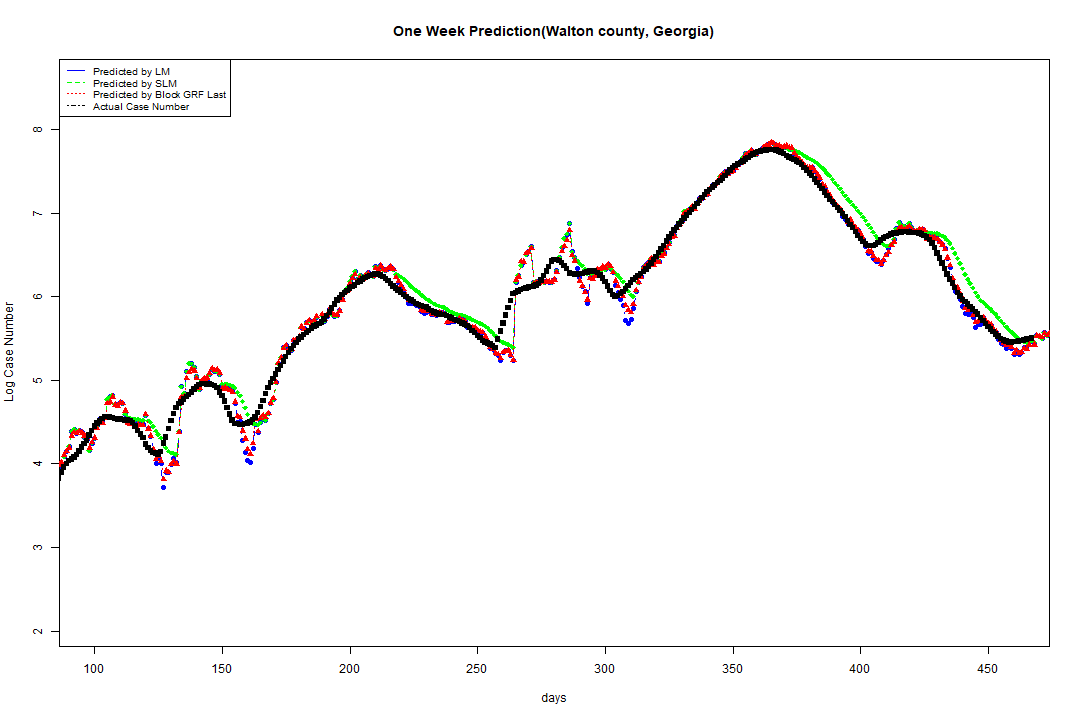 One Week Prediction(Walton county, Georgia)
Predicted by LM
Predicted by SLM
Predicted by Block GRF Last
Actual Case Number
8
7
6
5
4
3
2
Log Case Number
100 150 200 250 300 350 400 450
days